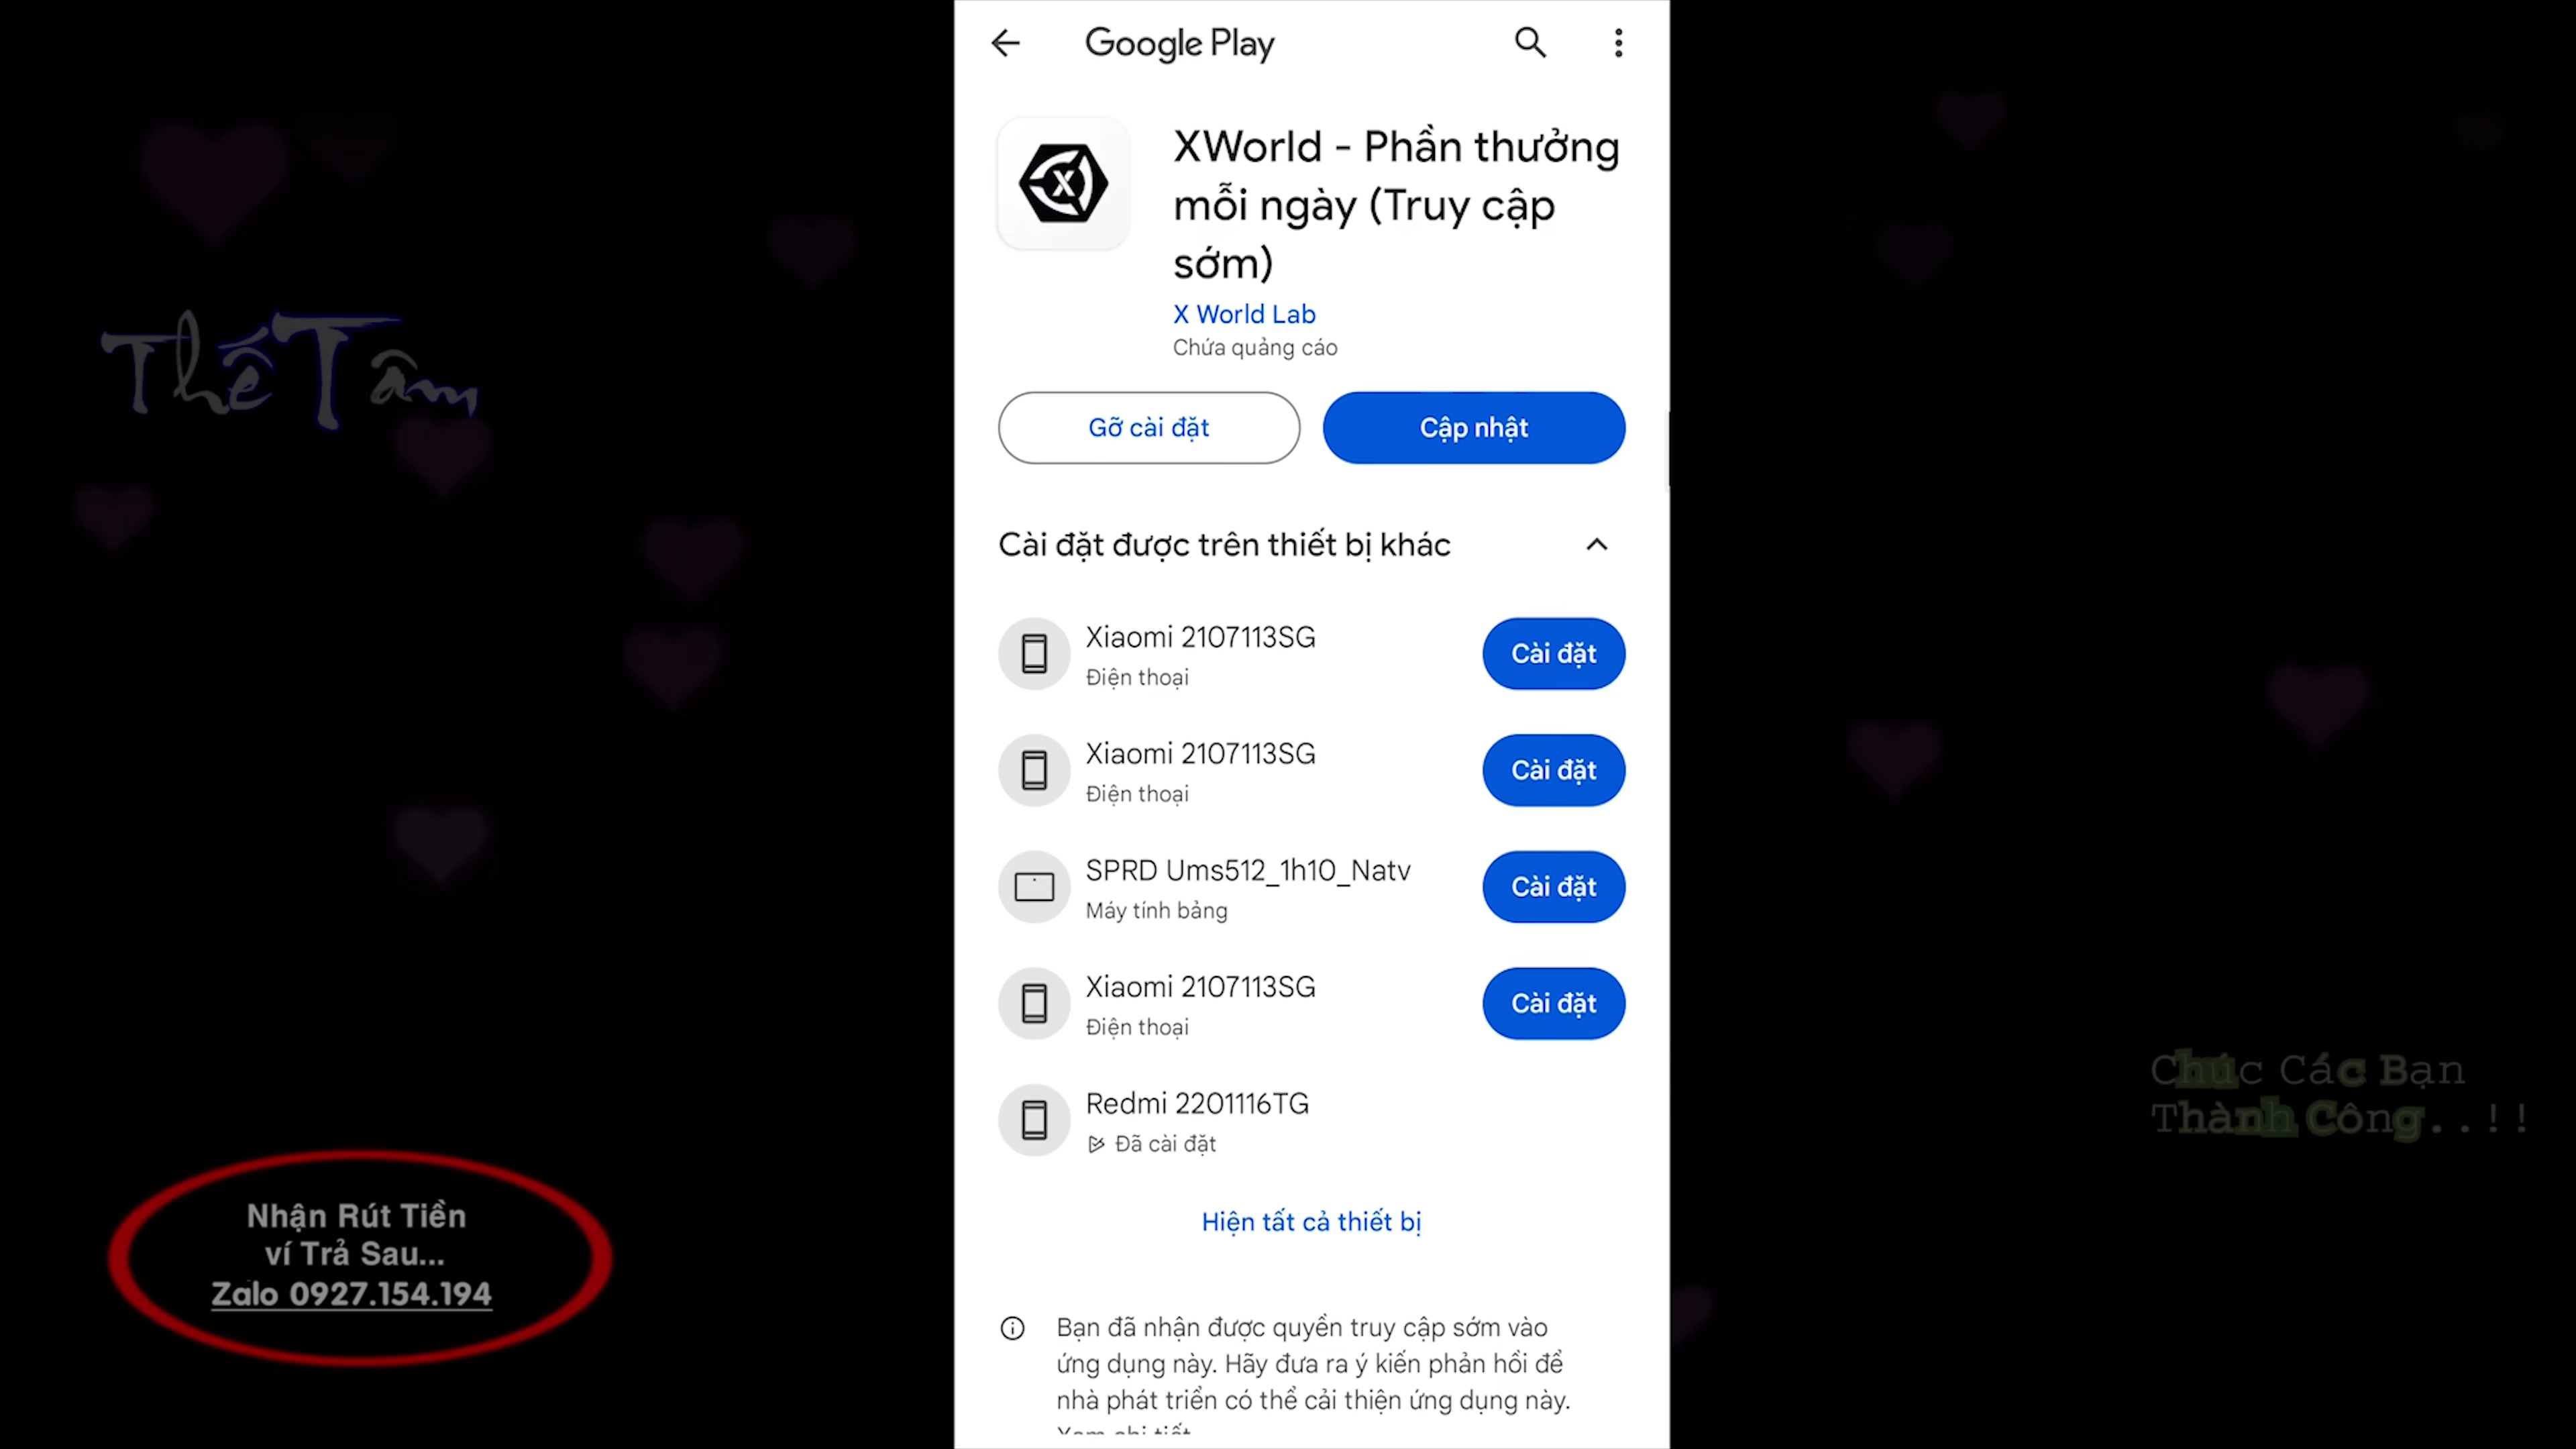 Google Play
XWorld - Phần thưởng
mỗi ngày (Truy cập
sớm)
X World Lab
Chứa quảng cáo
Gỡ cài đặt
Cập nhật
Cài đặt được trên thiết bị khác
Xiaomi 2107113SG
Điện thoại
Cài đặt
Xiaomi 2107113SG
Điện thoại
Cài đặt
SPRD Ums512_1h10_Natv
Máy tính bảng
Cài đặt
Xiaomi 2107113SG
Điện thoại
Cài đặt
Redmi 2201116TG
Đã cài đặt
Hiện tất cả thiết bị
Bạn đã nhận được quyền truy cập sớm vào
ứng dụng này. Hãy đưa ra ý kiến phản hồi để
nhà phát triển có thể cải thiện ứng dụng này.
Thế Tâm
Nhận Rút Tiền
ví Trả Sau...
Zalo 0927.154.194
Chúc Các Bạn
Thành Công..!!